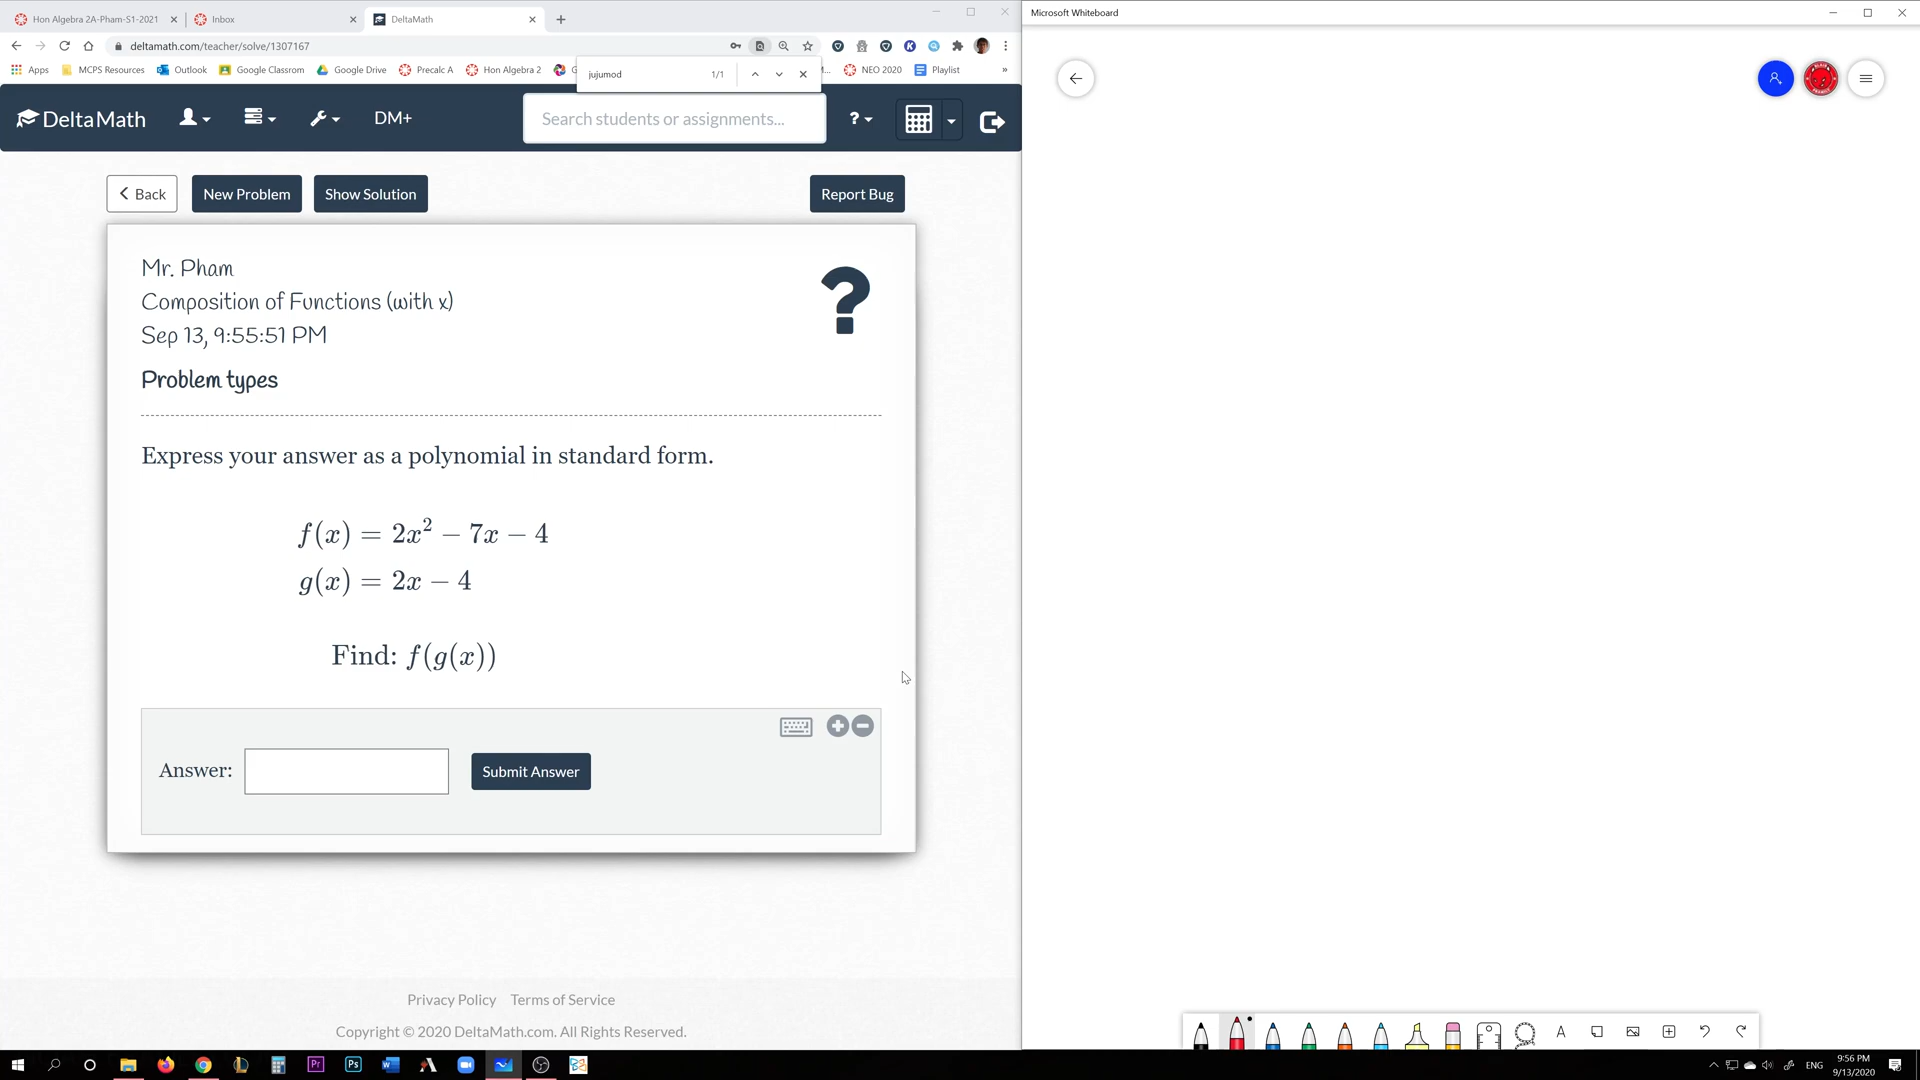 Hon Algebra 2A-Pham-S1-2021
Inbox
DeltaMath
Microsoft Whiteboard
deltamath.com/teacher/solve/1307167
Apps
MCPS Resources
Outlook
Google Classrom
Google Drive
Precalc A
Hon Algebra 2
jujumod
1/1
NEO 2020
Playlist
»
DeltaMath
DM+
Search students or assignments...
?
Back
New Problem
Show Solution
Report Bug
Mr. Pham
Composition of Functions (with x)
Sep 13, 9:55:51 PM
Problem types
?
Express your answer as a polynomial in standard form.
f(x) = 2x² − 7x − 4
g(x) = 2x − 4
Find: f(g(x))
Answer:
Submit Answer
Privacy Policy
Terms of Service
Copyright © 2020 DeltaMath.com. All Rights Reserved.
ENG
9:56 PM
9/13/2020